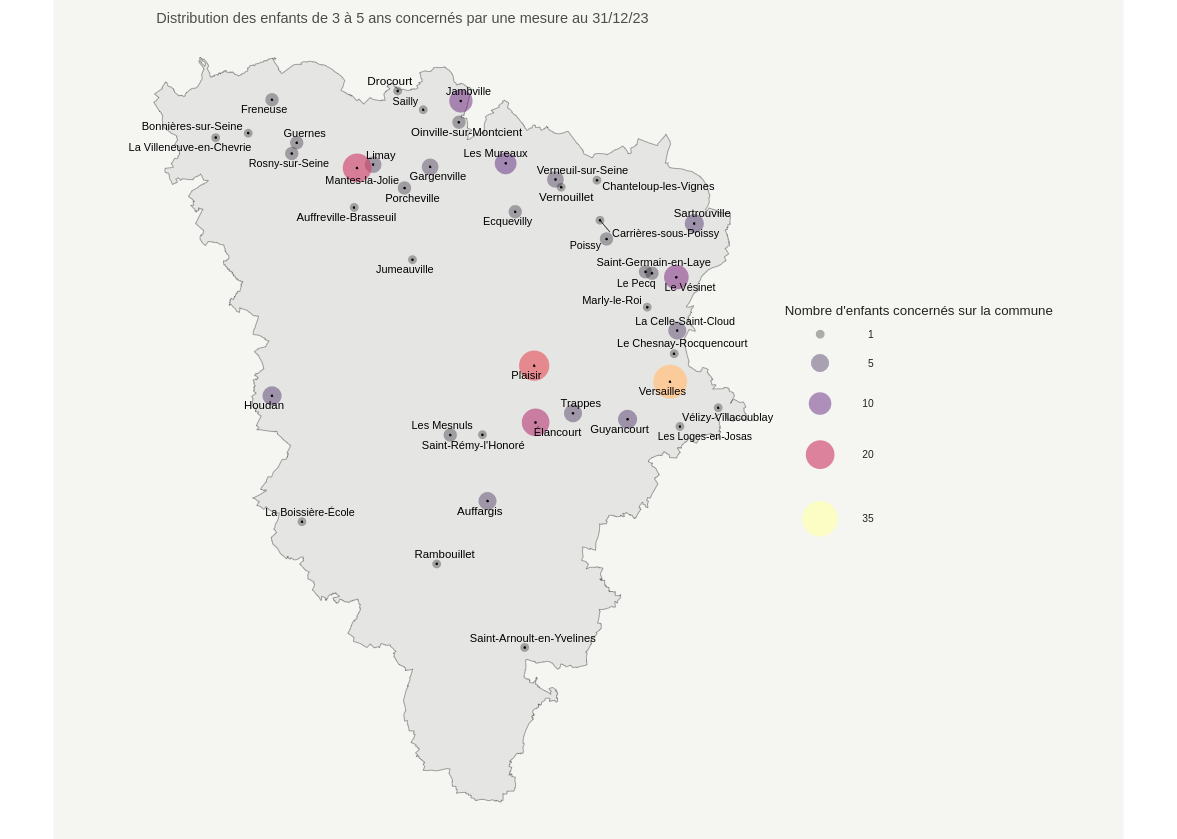 Distribution des enfants de 3 à 5 ans concernés par une mesure au 31/12/23
Drocourt
Jambville
Sailly
Freneuse
Bonnières-sur-Seine
Guernes
Oinville-sur-Montcient
La Villeneuve-en-Chevrie
Limay
Les Mureaux
Rosny-sur-Seine
Verneuil-sur-Seine
Mantes-la-Jolie
Gargenville
Chanteloup-les-Vignes
Porcheville
Vernouillet
Auffreville-Brasseuil
Ecquevilly
Sartrouville
Carrières-sous-Poissy
Poissy
Jumeauville
Saint-Germain-en-Laye
Le Pecq
Le Vésinet
Marly-le-Roi
La Celle-Saint-Cloud
Le Chesnay-Rocquencourt
Plaisir
Versailles
Houdan
Trappes
Vélizy-Villacoublay
Les Mesnuls
Élancourt
Guyancourt
Les Loges-en-Josas
Saint-Rémy-l'Honoré
La Boissière-École
Auffargis
Rambouillet
Saint-Arnoult-en-Yvelines
Nombre d'enfants concernés sur la commune
1
5
10
20
35